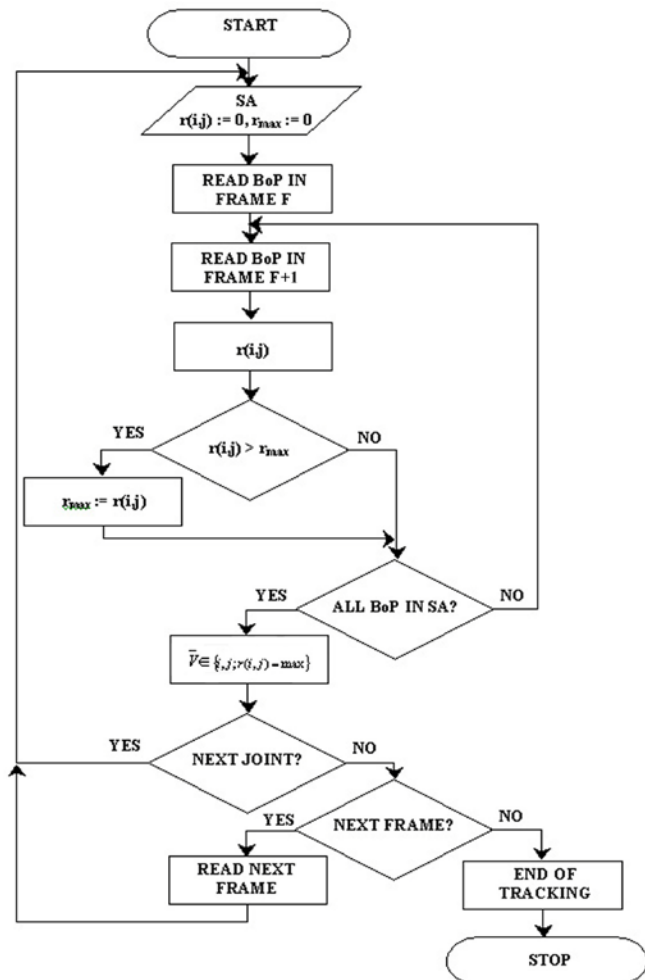 START
SA
r(i,j) := 0, rmax := 0
READ BoP IN
FRAME F
READ BoP IN
FRAME F+1
r(i,j)
YES
r(i,j) > rmax
NO
rmax := r(i,j)
YES
ALL BoP IN SA?
NO
V̄∈{i,j;r(i,j)=max}
YES
NEXT JOINT?
NO
YES
NEXT FRAME?
NO
READ NEXT
FRAME
END OF
TRACKING
STOP